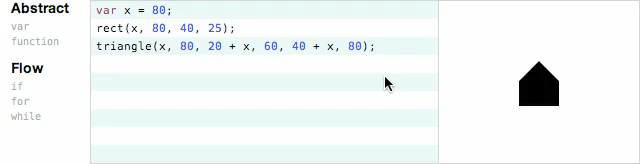 Abstract
var
function
Flow
if
for
while
var x = 80;
rect(x, 80, 40, 25);
triangle(x, 80, 20 + x, 60, 40 + x, 80);